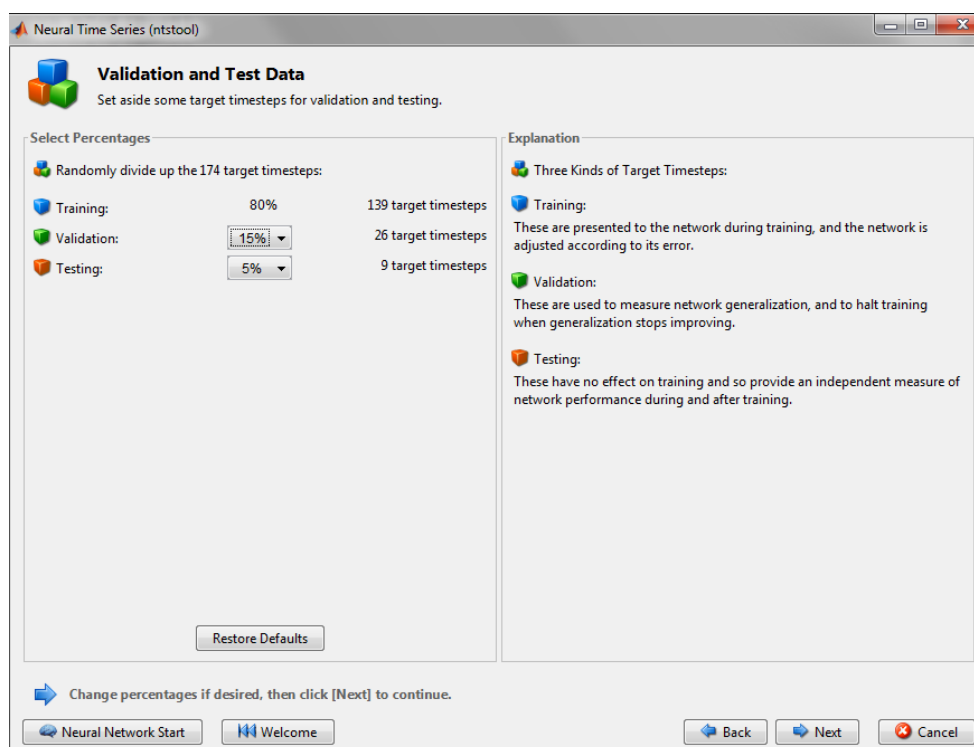 Neural Time Series (ntstool)
Validation and Test Data
Set aside some target timesteps for validation and testing.
Select Percentages
Randomly divide up the 174 target timesteps:
Training: 80% 139 target timesteps
Validation: 15% 26 target timesteps
Testing: 5% 9 target timesteps
Restore Defaults
Explanation
Three Kinds of Target Timesteps:
Training:
These are presented to the network during training, and the network is
adjusted according to its error.
Validation:
These are used to measure network generalization, and to halt training
when generalization stops improving.
Testing:
These have no effect on training and so provide an independent measure of
network performance during and after training.
Change percentages if desired, then click [Next] to continue.
Neural Network Start Welcome Back Next Cancel